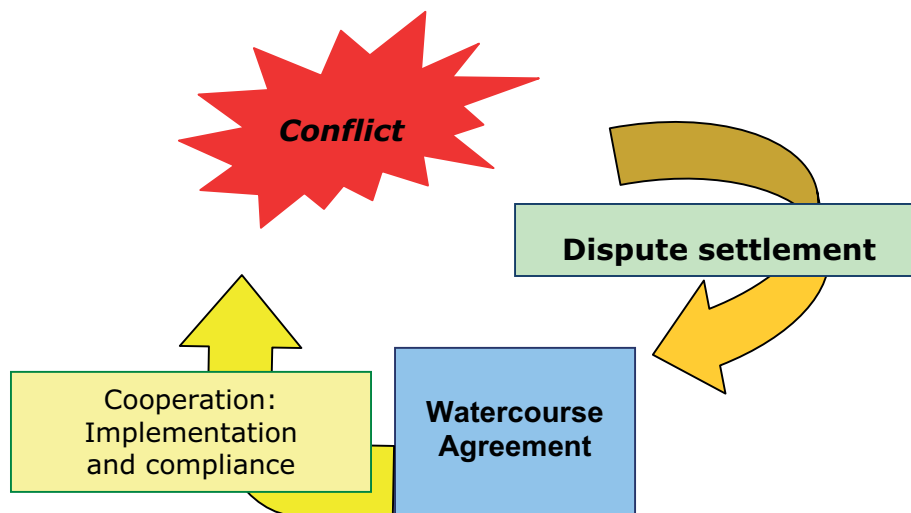 Conflict
Dispute settlement
Watercourse
Agreement
Cooperation:
Implementation
and compliance